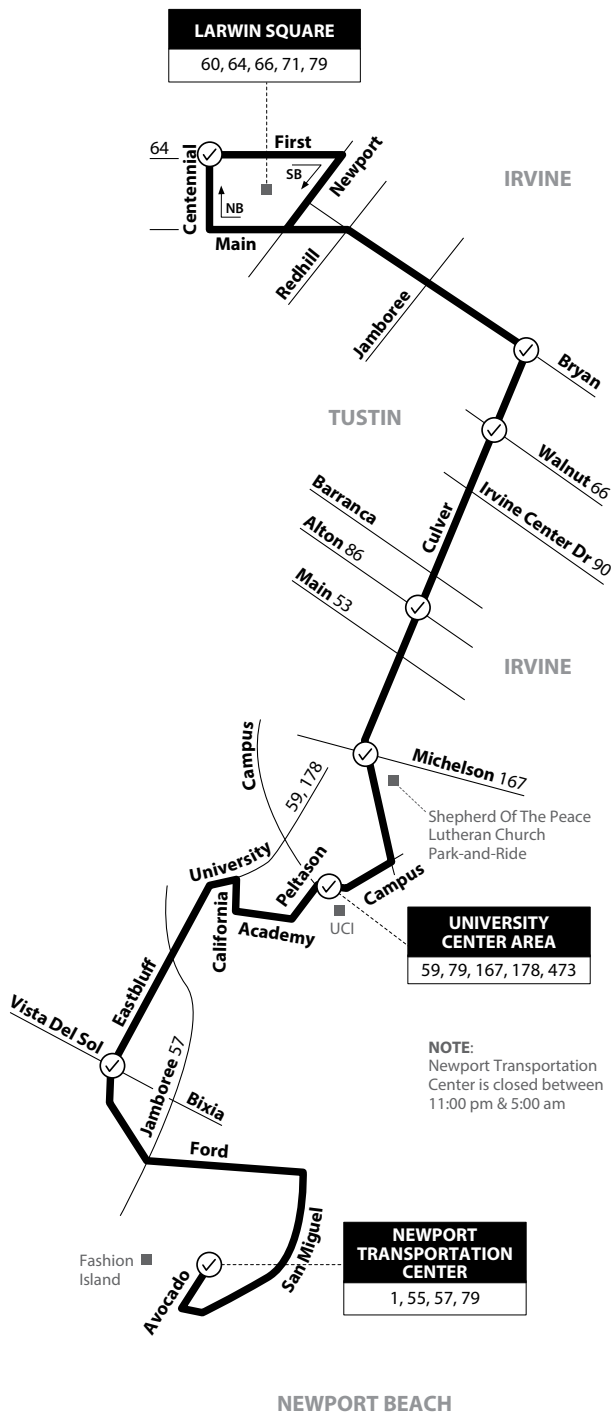 LARWIN SQUARE
60, 64, 66, 71, 79
64
First
Newport
Centennial
SB
NB
IRVINE
Main
Redhill
Jamboree
Bryan
TUSTIN
Walnut 66
Irvine Center Dr 90
Barranca
Culver
Alton 86
Main 53
IRVINE
Campus
Michelson 167
59, 178
Shepherd Of The Peace
Lutheran Church
Park-and-Ride
University
Peltason
Campus
California
Academy
UCI
UNIVERSITY
CENTER AREA
59, 79, 167, 178, 473
Eastbluff
Vista Del Sol
Jamboree 57
Bixia
NOTE:
Newport Transportation
Center is closed between
11:00 pm & 5:00 am
Ford
Fashion
Island
San Miguel
Avocado
NEWPORT
TRANSPORTATION
CENTER
1, 55, 57, 79
NEWPORT BEACH